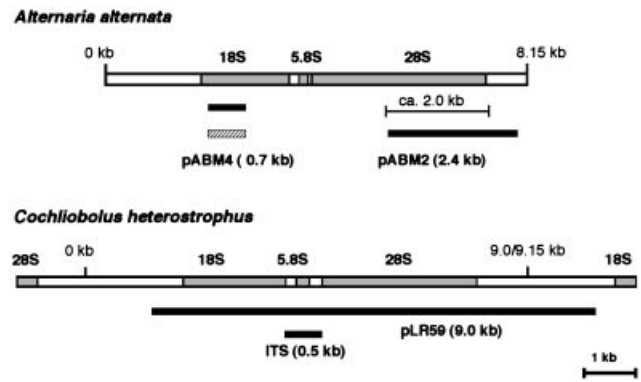 Alternaria alternata
0 kb 8.15 kb
18S 5.8S 28S
ca. 2.0 kb
pABM4 ( 0.7 kb) pABM2 (2.4 kb)
Cochliobolus heterostrophus
0 kb 9.0/9.15 kb
28S 18S 5.8S 28S 18S
pLR59 (9.0 kb)
ITS (0.5 kb)
1 kb